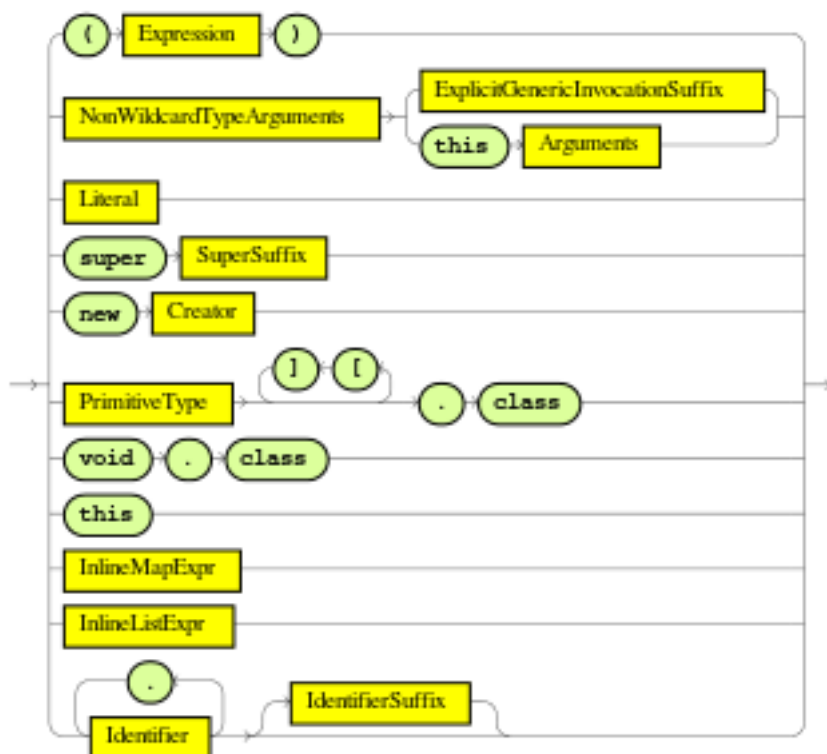 ( Expression )
ExplicitGenericInvocationSuffix
NonWildcardTypeArguments
this Arguments
Literal
super SuperSuffix
new Creator
] [
PrimitiveType . class
void . class
this
InlineMapExpr
InlineListExpr
.
IdentifierSuffix
Identifier